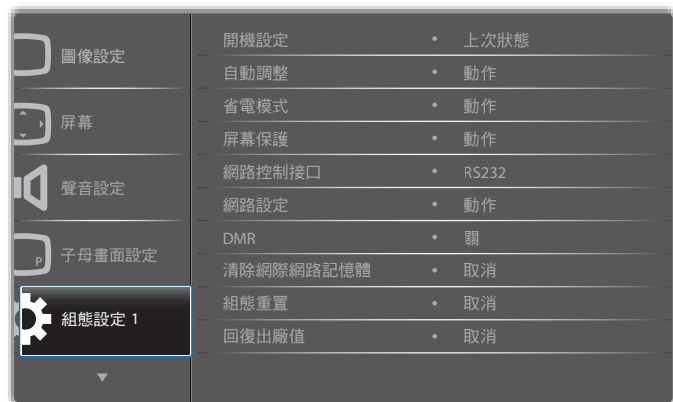 圖像設定
屏幕
聲音設定
P
子母畫面設定
組態設定 1
開機設定 • 上次狀態
自動調整 • 動作
省電模式 • 動作
屏幕保護 • 動作
網路控制接口 • RS232
網路設定 • 動作
DMR • 關
清除網際網路記憶體 • 取消
組態重置 • 取消
回復出廠值 • 取消